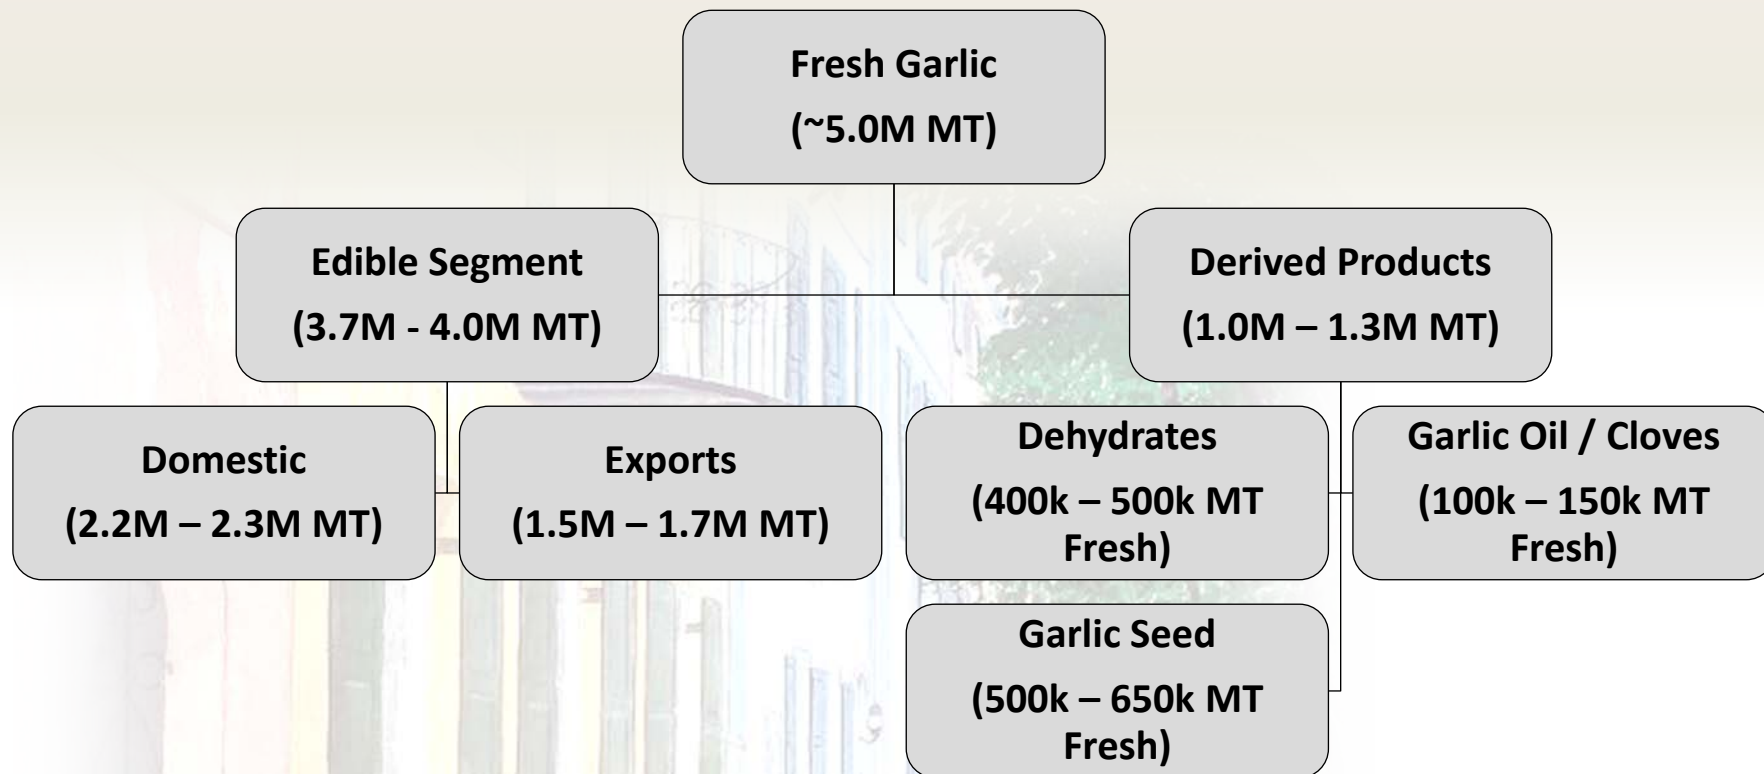 Fresh Garlic
(~5.0M MT)
Edible Segment
(3.7M - 4.0M MT)
Derived Products
(1.0M – 1.3M MT)
Domestic
(2.2M – 2.3M MT)
Exports
(1.5M – 1.7M MT)
Dehydrates
(400k – 500k MT
Fresh)
Garlic Oil / Cloves
(100k – 150k MT
Fresh)
Garlic Seed
(500k – 650k MT
Fresh)